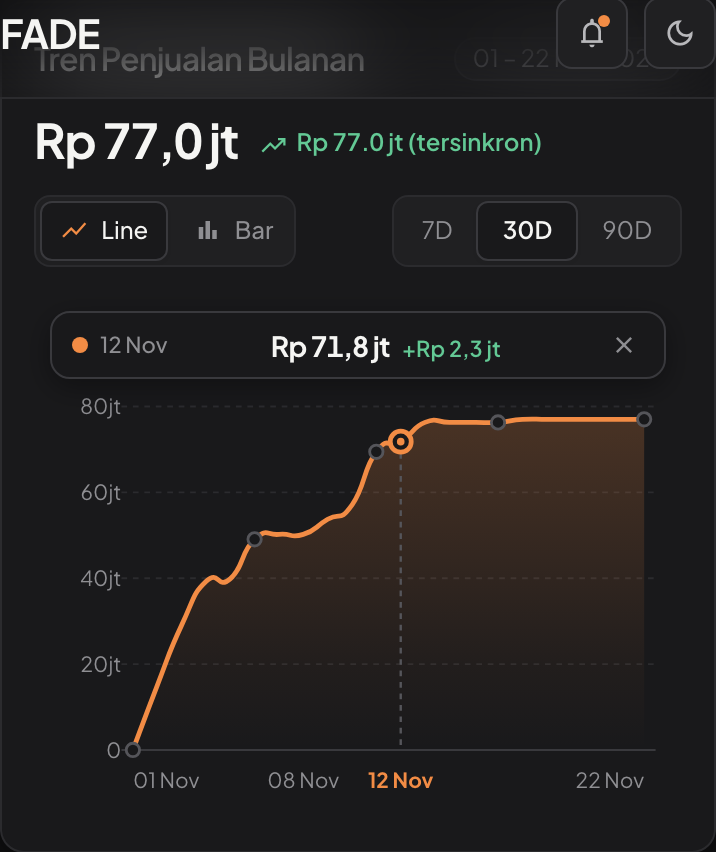 FADE
Tren Penjualan Bulanan
01 – 22
Rp 77,0 jt
Rp 77.0 jt (tersinkron)
Line
Bar
7D
30D
90D
12 Nov
Rp 71,8 jt
+Rp 2,3 jt
80jt
60jt
40jt
20jt
0
01 Nov
08 Nov
12 Nov
22 Nov